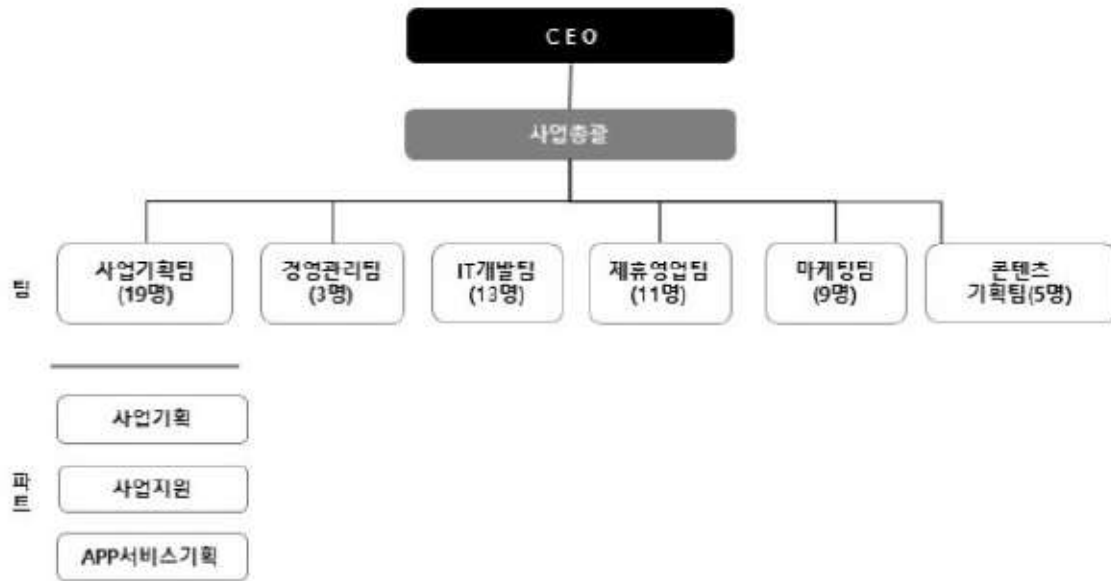 CEO
사업총괄
팀
사업기획팀
(19명)
경영관리팀
(3명)
IT개발팀
(13명)
제휴영업팀
(11명)
마케팅팀
(9명)
콘텐츠
기획팀(5명)
파트
사업기획
사업지원
APP서비스기획